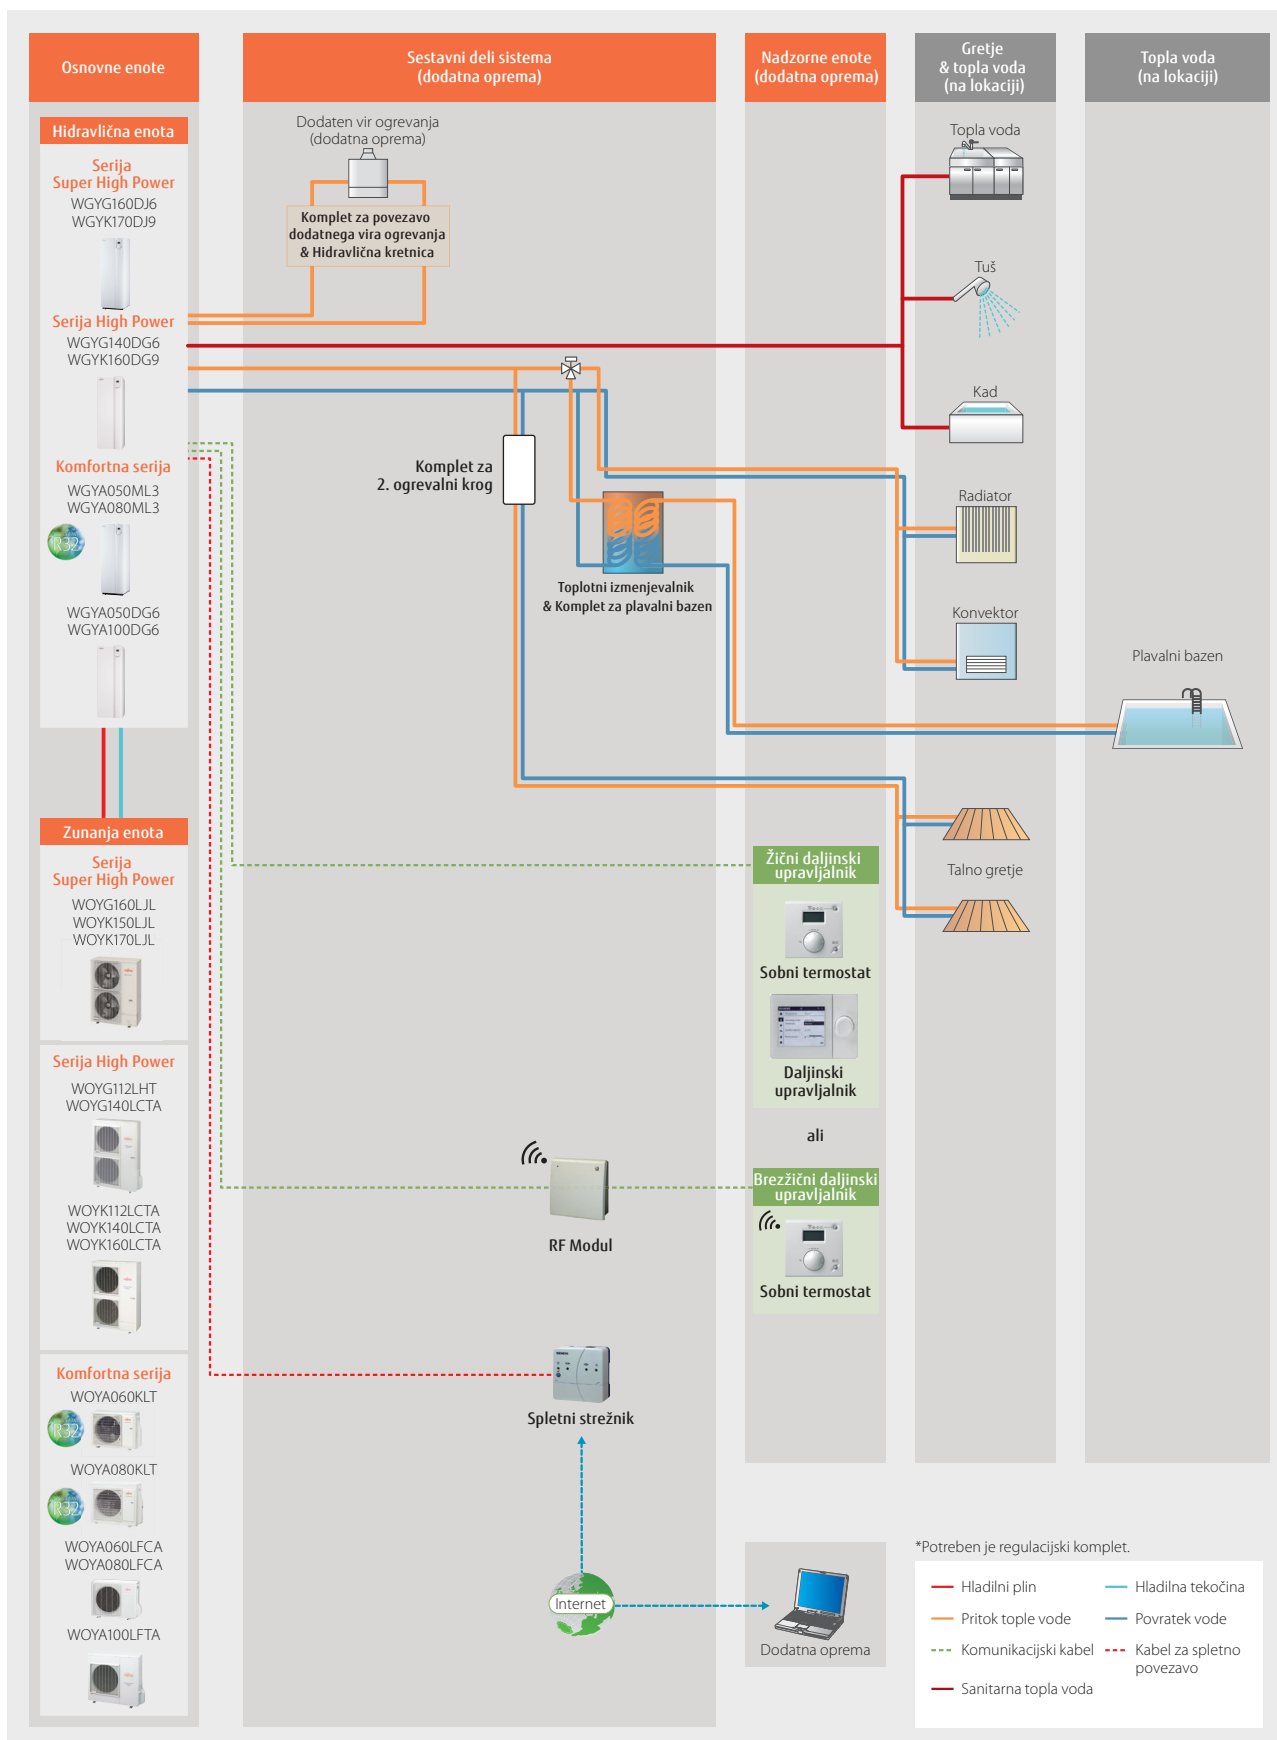 Osnovne enote
Sestavni deli sistema
(dodatna oprema)
Nadzorne enote
(dodatna oprema)
Gretje
& topla voda
(na lokaciji)
Topla voda
(na lokaciji)
Hidravlična enota
Serija
Super High Power
WGYG160DJ6
WGYK170DJ9
Serija High Power
WGYG140DG6
WGYK160DG9
Komfortna serija
WGYA050ML3
WGYA080ML3
R32
WGYA050DG6
WGYA100DG6
Zunanja enota
Serija
Super High Power
WOYG160LJL
WOYK150LJL
WOYK170LJL
Serija High Power
WOYG112LHT
WOYG140LCTA
WOYK112LCTA
WOYK140LCTA
WOYK160LCTA
Komfortna serija
WOYA060KLT
R32
WOYA080KLT
R32
WOYA060LFCA
WOYA080LFCA
WOYA100LFTA
Dodaten vir ogrevanja
(dodatna oprema)
Komplet za povezavo
dodatnega vira ogrevanja
& Hidravlična kretnica
Komplet za
2. ogrevalni krog
Toplotni izmenjevalnik
& Komplet za plavalni bazen
RF Modul
Spletni strežnik
Internet
Žični daljinski
upravljalnik
Sobni termostat
Daljinski
upravljalnik
ali
Brezžični daljinski
upravljalnik
Sobni termostat
Dodatna oprema
Topla voda
Tuš
Kad
Radiator
Konvektor
Talno gretje
Plavalni bazen
*Potreben je regulacijski komplet.
Hladilni plin
Hladilna tekočina
Pritok tople vode
Povratek vode
Komunikacijski kabel
Kabel za spletno
povezavo
Sanitarna topla voda